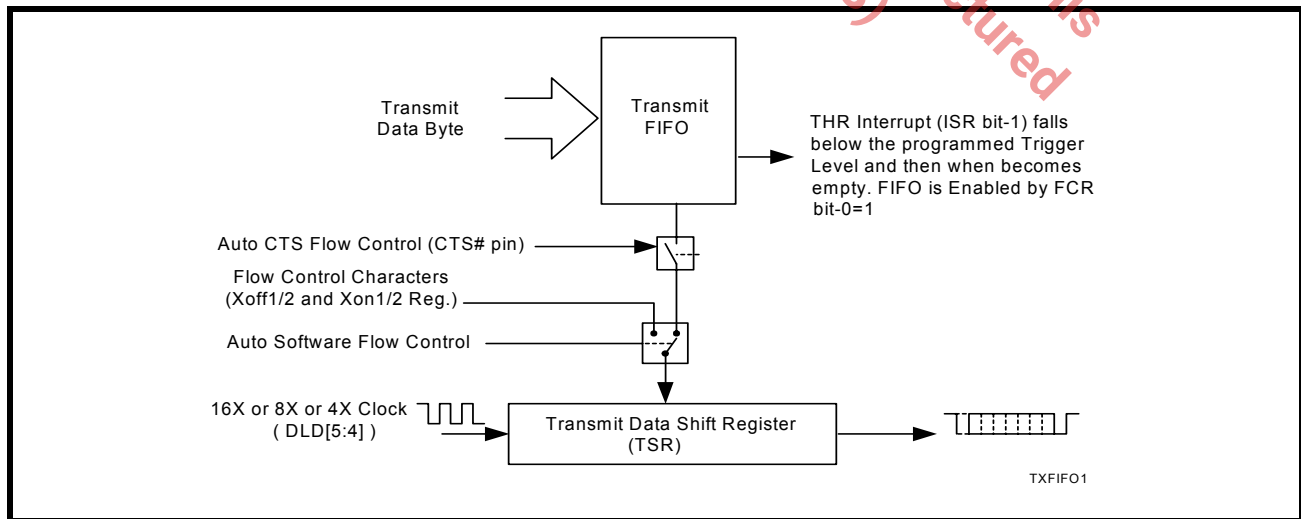 lls
s)
ctured
Transmit
Data Byte
Transmit
FIFO
THR Interrupt (ISR bit-1) falls
below the programmed Trigger
Level and then when becomes
empty. FIFO is Enabled by FCR
bit-0=1
Auto CTS Flow Control (CTS# pin)
Flow Control Characters
(Xoff1/2 and Xon1/2 Reg.)
Auto Software Flow Control
16X or 8X or 4X Clock
( DLD[5:4] )
Transmit Data Shift Register
(TSR)
TXFIFO1